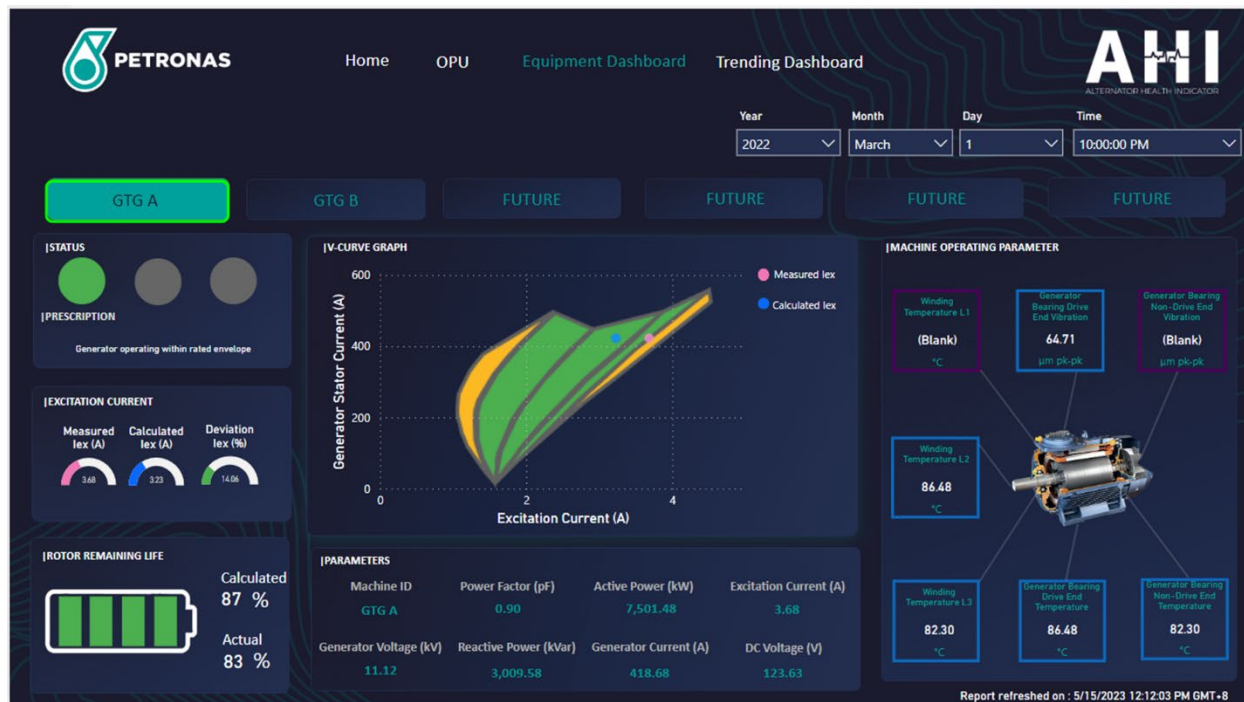 PETRONAS
Home
OPU
Equipment Dashboard
Trending Dashboard
AHI
ALTERNATOR HEALTH INDICATOR
Year
Month
Day
Time
2022
March
1
10:00:00 PM
GTG A
GTG B
FUTURE
FUTURE
FUTURE
FUTURE
|STATUS
|PRESCRIPTION
Generator operating within rated envelope
|EXCITATION CURRENT
Measured
Iex (A)
3.68
Calculated
Iex (A)
3.23
Deviation
Iex (%)
14.06
|ROTOR REMAINING LIFE
Calculated
87 %
Actual
83 %
|V-CURVE GRAPH
Measured Iex
Calculated Iex
Generator Stator Current (A)
600
400
200
0
0
2
4
Excitation Current (A)
|PARAMETERS
Machine ID
GTG A
Power Factor (pF)
0.90
Active Power (kW)
7,501.48
Excitation Current (A)
3.68
Generator Voltage (kV)
11.12
Reactive Power (kVar)
3,009.58
Generator Current (A)
418.68
DC Voltage (V)
123.63
|MACHINE OPERATING PARAMETER
Winding
Temperature L1
(Blank)
°C
Generator
Bearing Drive
End Vibration
64.71
µm pk-pk
Generator Bearing
Non-Drive End
Vibration
(Blank)
µm pk-pk
Winding
Temperature L2
86.48
°C
Winding
Temperature L3
82.30
°C
Generator Bearing
Drive End
Temperature
86.48
°C
Generator Bearing
Non-Drive End
Temperature
82.30
°C
Report refreshed on : 5/15/2023 12:12:03 PM GMT+8